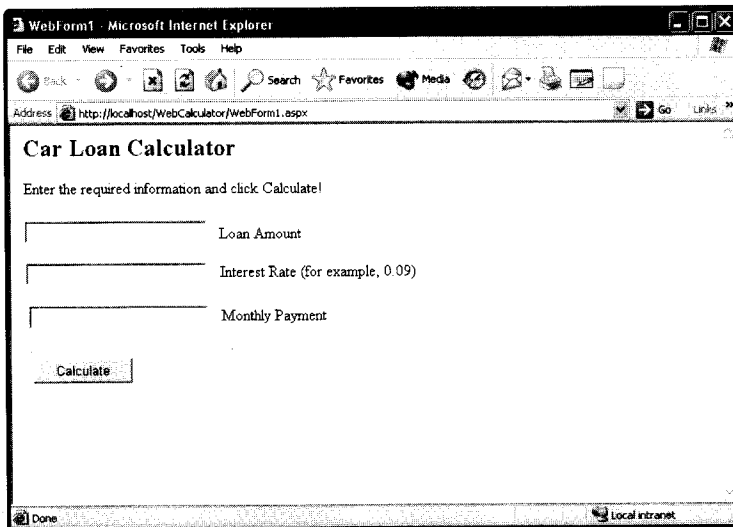 WebForm1 - Microsoft Internet Explorer
File Edit View Favorites Tools Help
Back Search Favorites Media
Address http://localhost/WebCalculator/WebForm1.aspx Go Links »
Car Loan Calculator
Enter the required information and click Calculate!
Loan Amount
Interest Rate (for example, 0.09)
Monthly Payment
Calculate
Done Local intranet